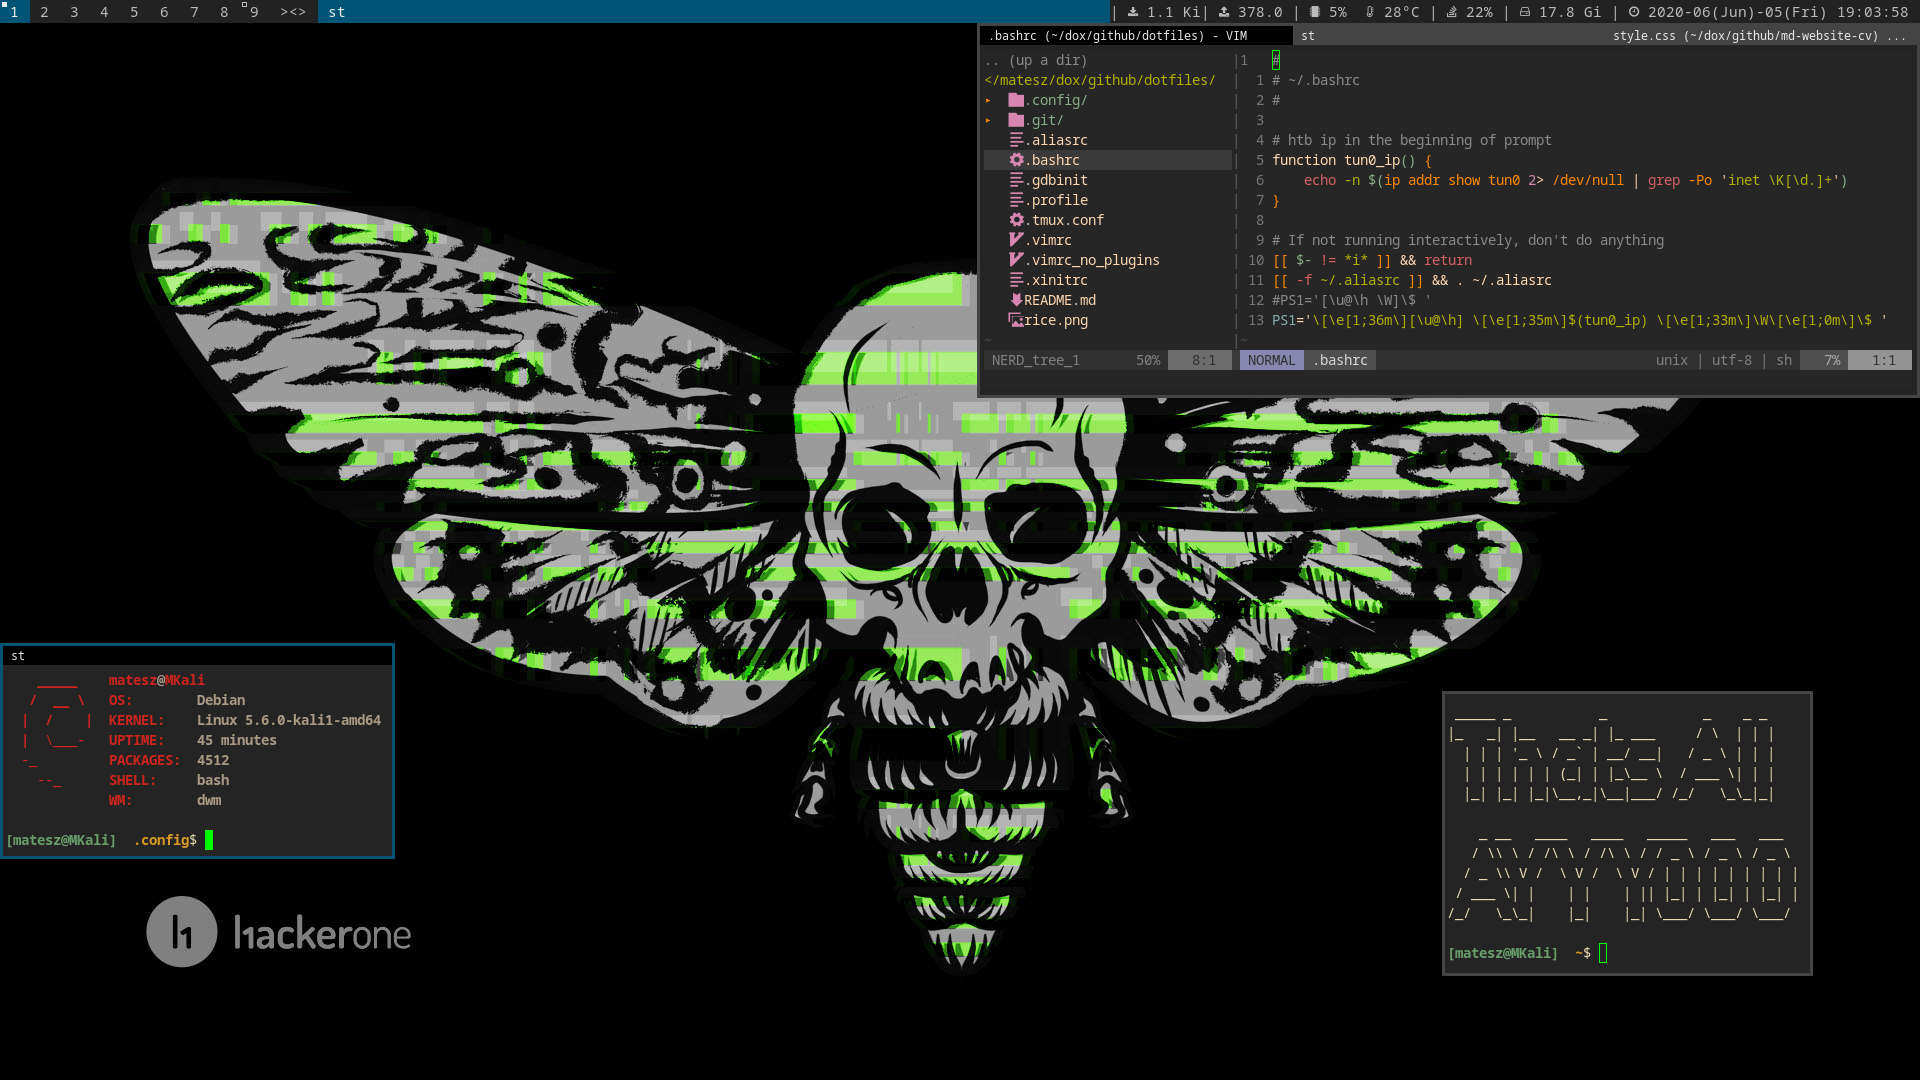 1 2 3 4 5 6 7 8 9 ><> st | 1.1 Ki| 378.0 | 5% 28°C | 22% | 17.8 Gi | 2020-06(Jun)-05(Fri) 19:03:58
.bashrc (~/dox/github/dotfiles) - VIM st style.css (~/dox/github/md-website-cv) ...
.. (up a dir) |1 #
</matesz/dox/github/dotfiles/ | 1 # ~/.bashrc
▸ .config/ | 2 #
▸ .git/ | 3
.aliasrc | 4 # htb ip in the beginning of prompt
.bashrc | 5 function tun0_ip() {
.gdbinit | 6 echo -n $(ip addr show tun0 2> /dev/null | grep -Po 'inet \K[\d.]+')
.profile | 7 }
.tmux.conf | 8
.vimrc | 9 # If not running interactively, don't do anything
.vimrc_no_plugins | 10 [[ $- != *i* ]] && return
.xinitrc | 11 [[ -f ~/.aliasrc ]] && . ~/.aliasrc
README.md | 12 #PS1='[\u@\h \W]\$ '
rice.png | 13 PS1='\[\e[1;36m\][\u@\h] \[\e[1;35m\]$(tun0_ip) \[\e[1;33m\]\W\[\e[1;0m\]\$ '
~ |~
NERD_tree_1 50% 8:1 NORMAL .bashrc unix | utf-8 | sh 7% 1:1
st
matesz@MKali
OS: Debian
KERNEL: Linux 5.6.0-kali1-amd64
UPTIME: 45 minutes
PACKAGES: 4512
SHELL: bash
WM: dwm
[matesz@MKali] .config$
h1 hackerone
[matesz@MKali] ~$